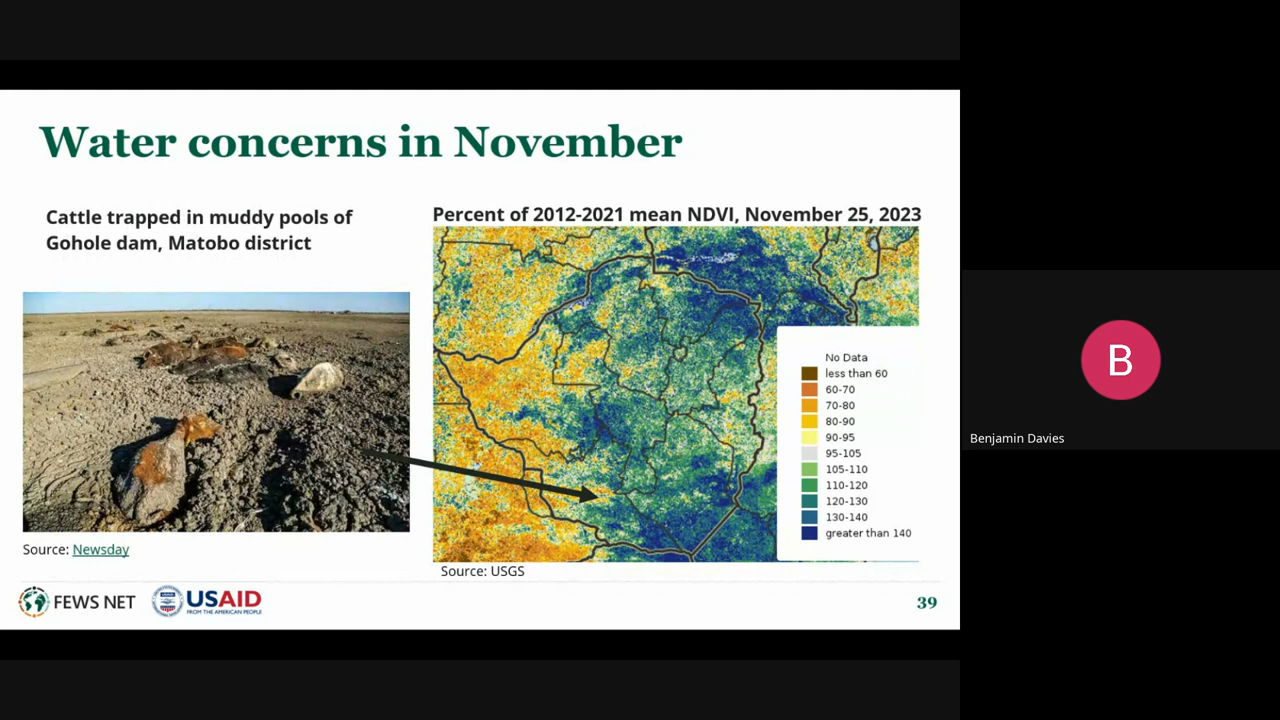 Water concerns in November
Cattle trapped in muddy pools of
Gohole dam, Matobo district
Percent of 2012-2021 mean NDVI, November 25, 2023
No Data
less than 60
60-70
70-80
80-90
90-95
95-105
105-110
110-120
120-130
130-140
greater than 140
Source: Newsday
Source: USGS
FEWS NET
USAID
FROM THE AMERICAN PEOPLE
39
B
Benjamin Davies